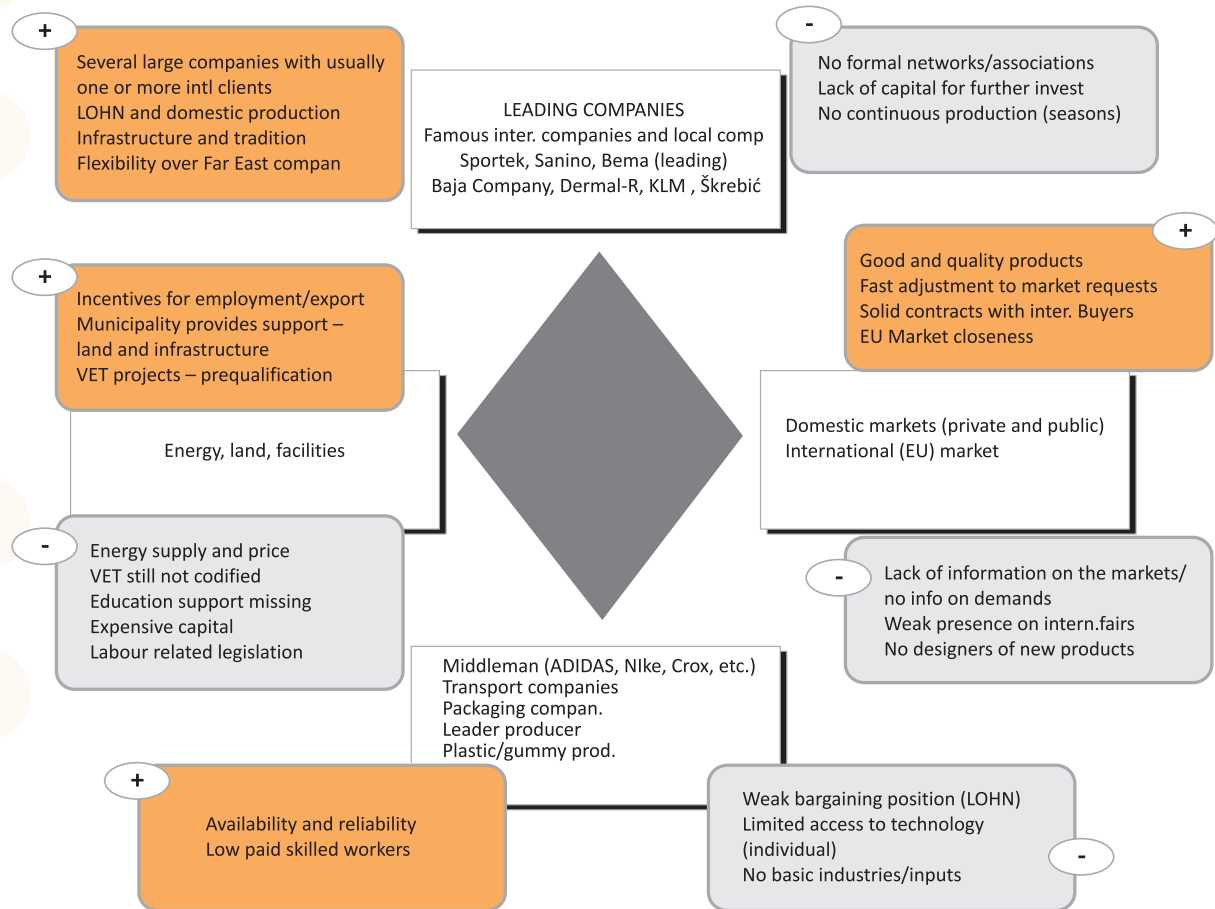 +
Several large companies with usually
one or more intl clients
LOHN and domestic production
Infrastructure and tradition
Flexibility over Far East compan
LEADING COMPANIES
Famous inter. companies and local comp
Sportek, Sanino, Bema (leading)
Baja Company, Dermal-R, KLM , Škrebić
-
No formal networks/associations
Lack of capital for further invest
No continuous production (seasons)
+
Incentives for employment/export
Municipality provides support –
land and infrastructure
VET projects – prequalification
Energy, land, facilities
-
Energy supply and price
VET still not codified
Education support missing
Expensive capital
Labour related legislation
+
Good and quality products
Fast adjustment to market requests
Solid contracts with inter. Buyers
EU Market closeness
Domestic markets (private and public)
International (EU) market
-
Lack of information on the markets/
no info on demands
Weak presence on intern.fairs
No designers of new products
Middleman (ADIDAS, NIke, Crox, etc.)
Transport companies
Packaging compan.
Leader producer
Plastic/gummy prod.
+
Availability and reliability
Low paid skilled workers
Weak bargaining position (LOHN)
Limited access to technology
(individual)
No basic industries/inputs
-